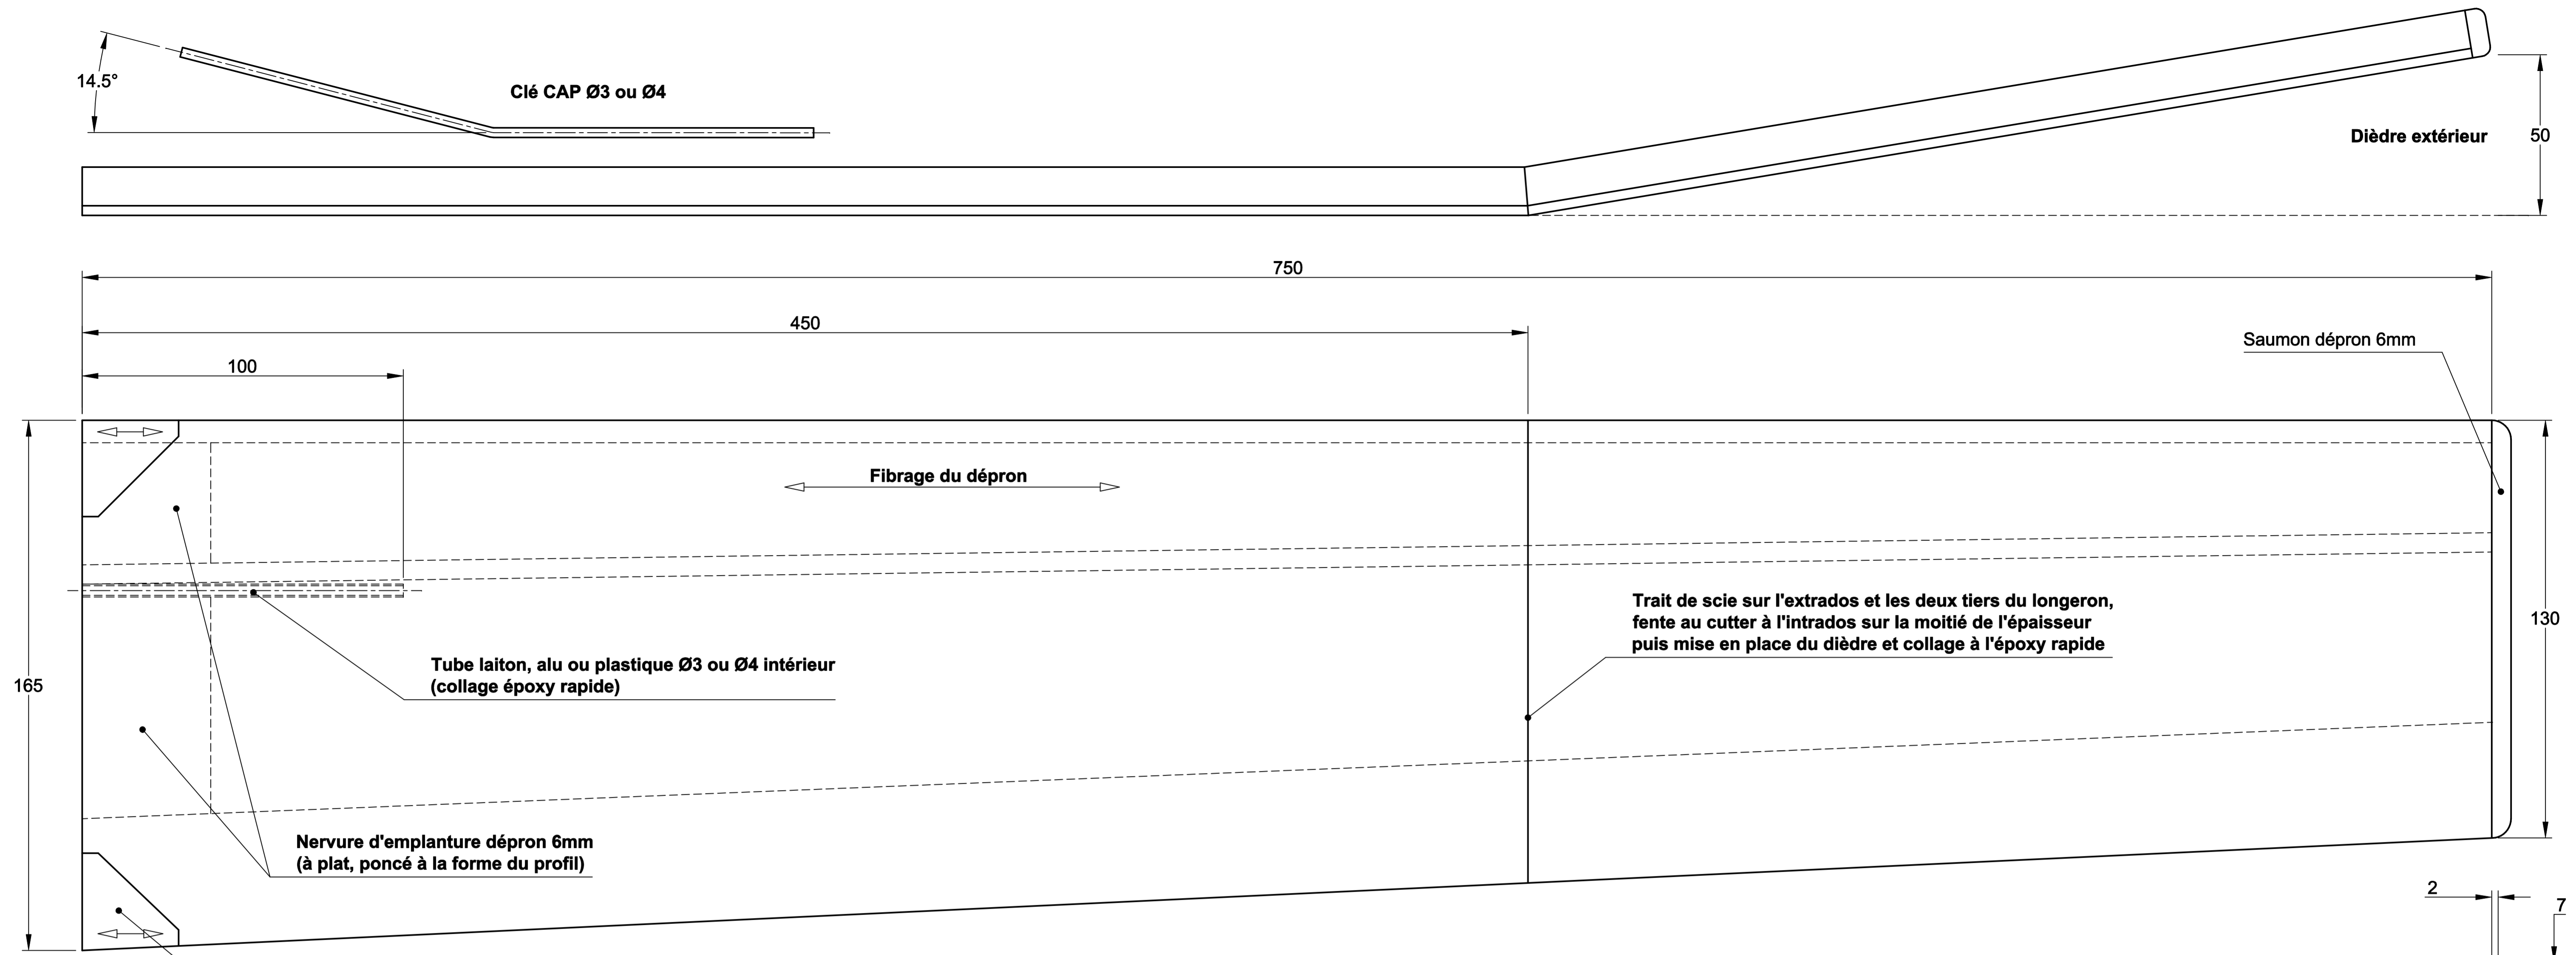 14.5°
Clé CAP Ø3 ou Ø4
Dièdre extérieur
50
750
450
100
Saumon dépron 6mm
Fibrage du dépron
165
130
Trait de scie sur l'extrados et les deux tiers du longeron,
fente au cutter à l'intrados sur la moitié de l'épaisseur
puis mise en place du dièdre et collage à l'époxy rapide
Tube laiton, alu ou plastique Ø3 ou Ø4 intérieur
(collage époxy rapide)
Nervure d'emplanture dépron 6mm
(à plat, poncé à la forme du profil)
2
7